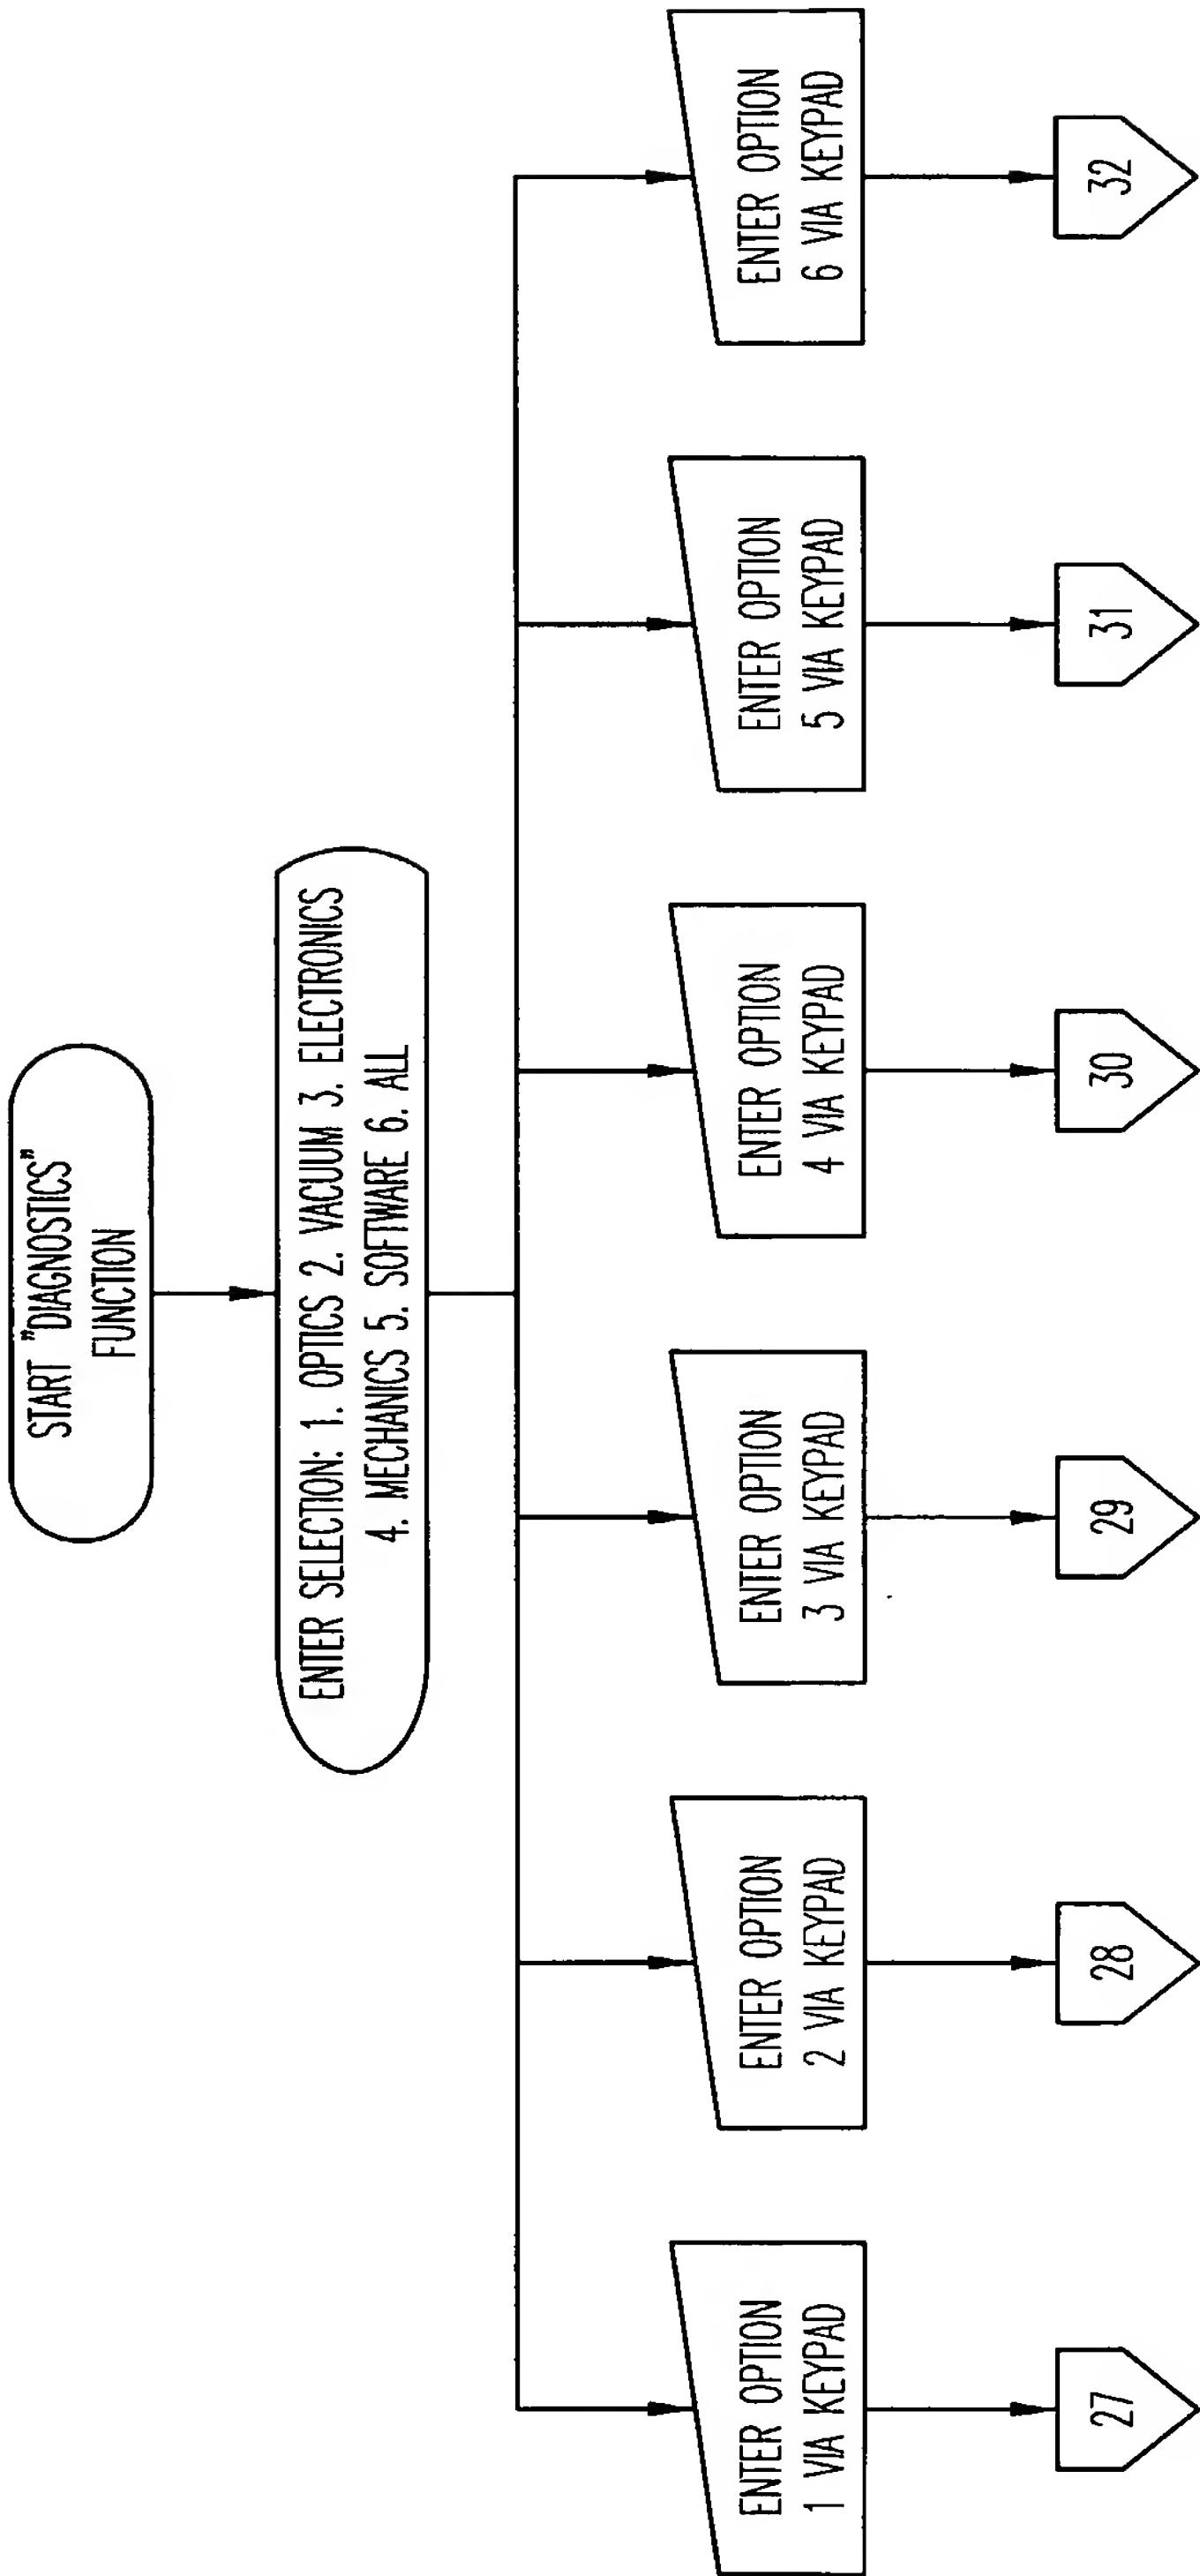 START "DIAGNOSTICS"
FUNCTION
ENTER SELECTION: 1. OPTICS 2. VACUUM 3. ELECTRONICS
4. MECHANICS 5. SOFTWARE 6. ALL
ENTER OPTION
1 VIA KEYPAD
ENTER OPTION
2 VIA KEYPAD
ENTER OPTION
3 VIA KEYPAD
ENTER OPTION
4 VIA KEYPAD
ENTER OPTION
5 VIA KEYPAD
ENTER OPTION
6 VIA KEYPAD
27
28
29
30
31
32